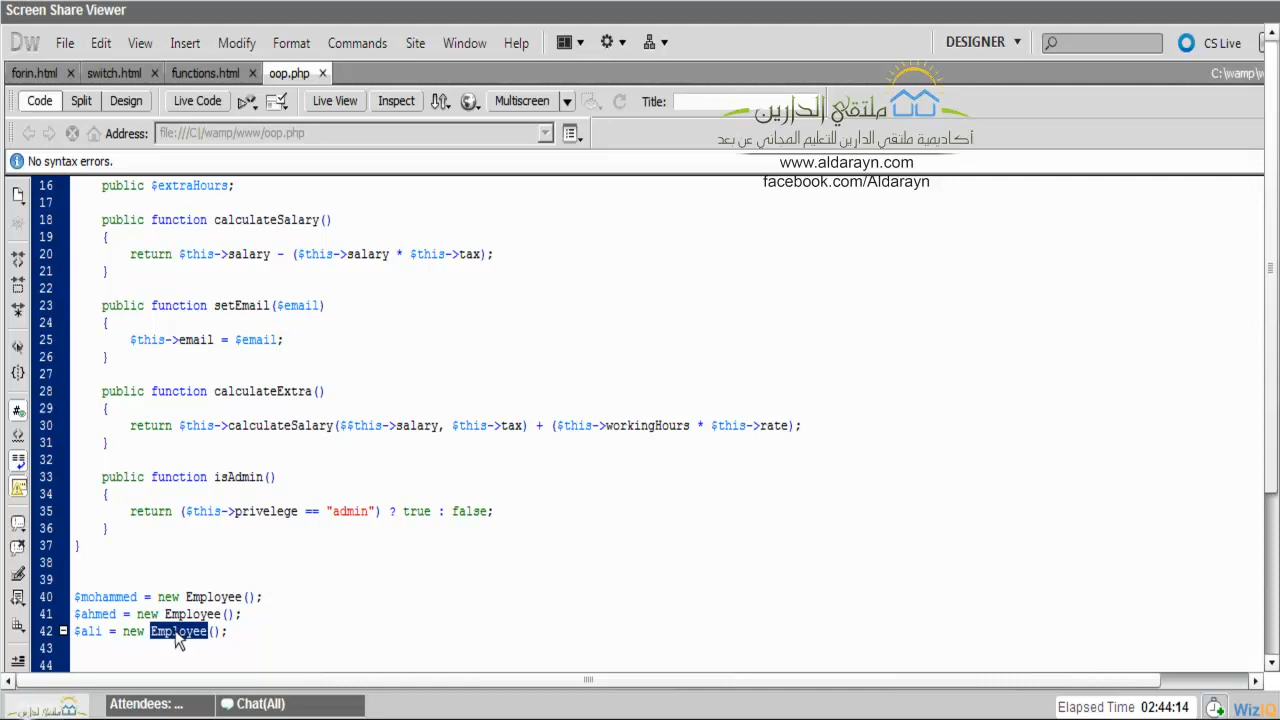 Screen Share Viewer
Dw File Edit View Insert Modify Format Commands Site Window Help DESIGNER CS Live
forin.html × switch.html × functions.html × oop.php × C:\wamp\w
Code Split Design Live Code Live View Inspect Multiscreen Title:
ملتقي الدارين
Address: file:///C|/wamp/www/oop.php
أكاديمية ملتقي الدارين للتعليم المجاني عن بعد
No syntax errors.
www.aldarayn.com
facebook.com/Aldarayn
16 public $extraHours;
17
18 public function calculateSalary()
19 {
20 return $this->salary - ($this->salary * $this->tax);
21 }
22
23 public function setEmail($email)
24 {
25 $this->email = $email;
26 }
27
28 public function calculateExtra()
29 {
30 return $this->calculateSalary($$this->salary, $this->tax) + ($this->workingHours * $this->rate);
31 }
32
33 public function isAdmin()
34 {
35 return ($this->privelege == "admin") ? true : false;
36 }
37 }
38
39
40 $mohammed = new Employee();
41 $ahmed = new Employee();
42 $ali = new Employee();
43
44
Attendees: ... Chat(All) Elapsed Time 02:44:14 WizIQ